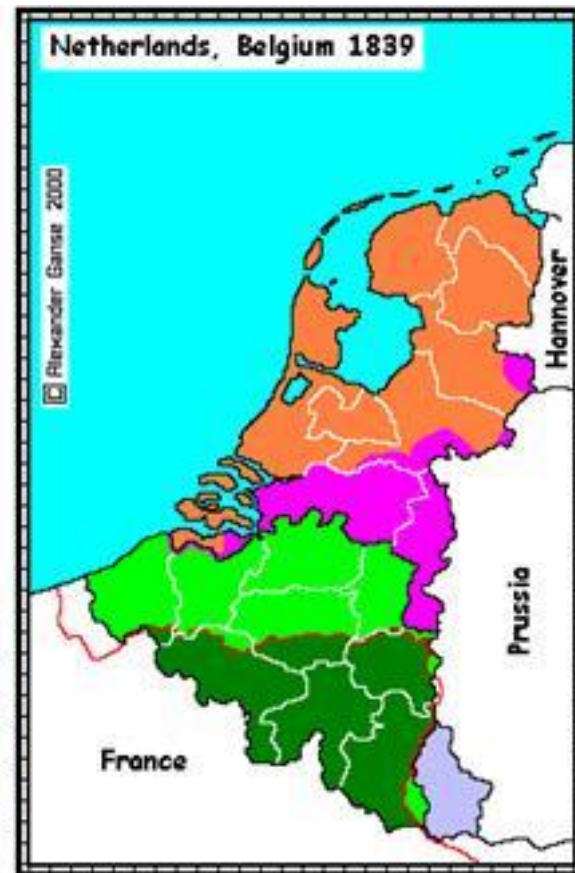 Netherlands, Belgium 1839
© Alexander Ganse 2000
Hannover
Prussia
France